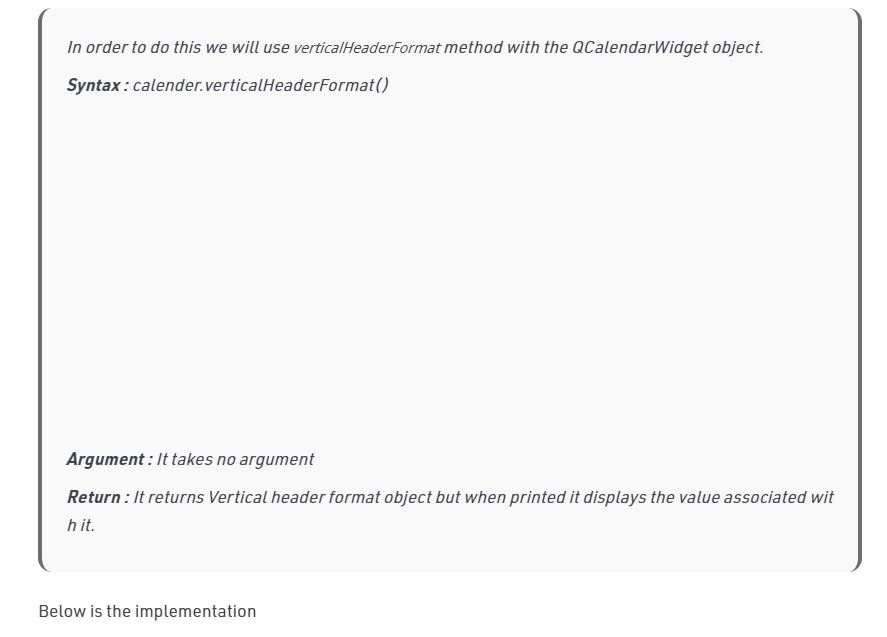 In order to do this we will use verticalHeaderFormat method with the QCalendarWidget object.
Syntax : calender.verticalHeaderFormat()
Argument : It takes no argument
Return : It returns Vertical header format object but when printed it displays the value associated wit
h it.
Below is the implementation